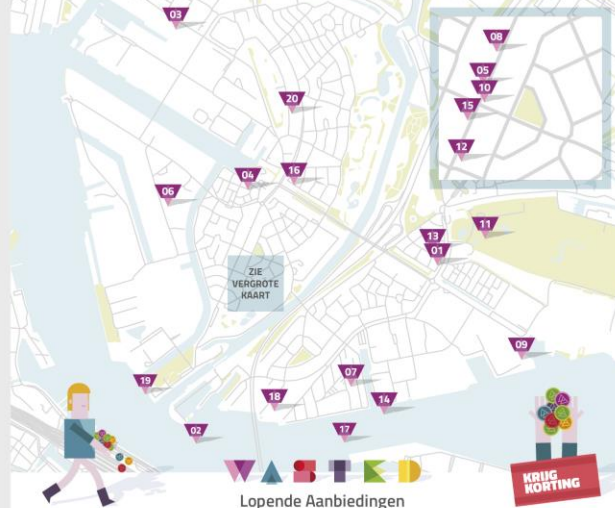 03
08
05
10
15
12
20
04
16
06
11
13
01
ZIE
VERGROTE
KAART
09
07
19
18
14
02
17
WASTED
Lopende Aanbiedingen
KRIJG
KORTING